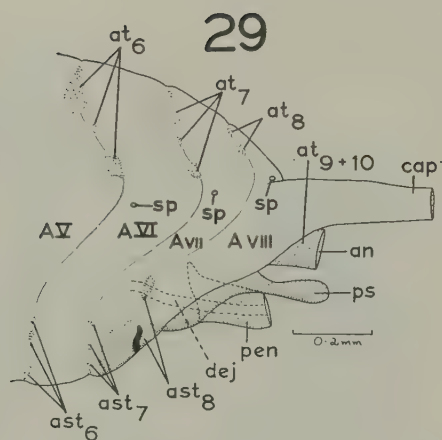 29
at6
at7
at8
at9+10
cap
sp
sp
sp
AV
AVI
AVII
AVIII
an
ps
pen
dej
0.2mm
ast6
ast7
ast8